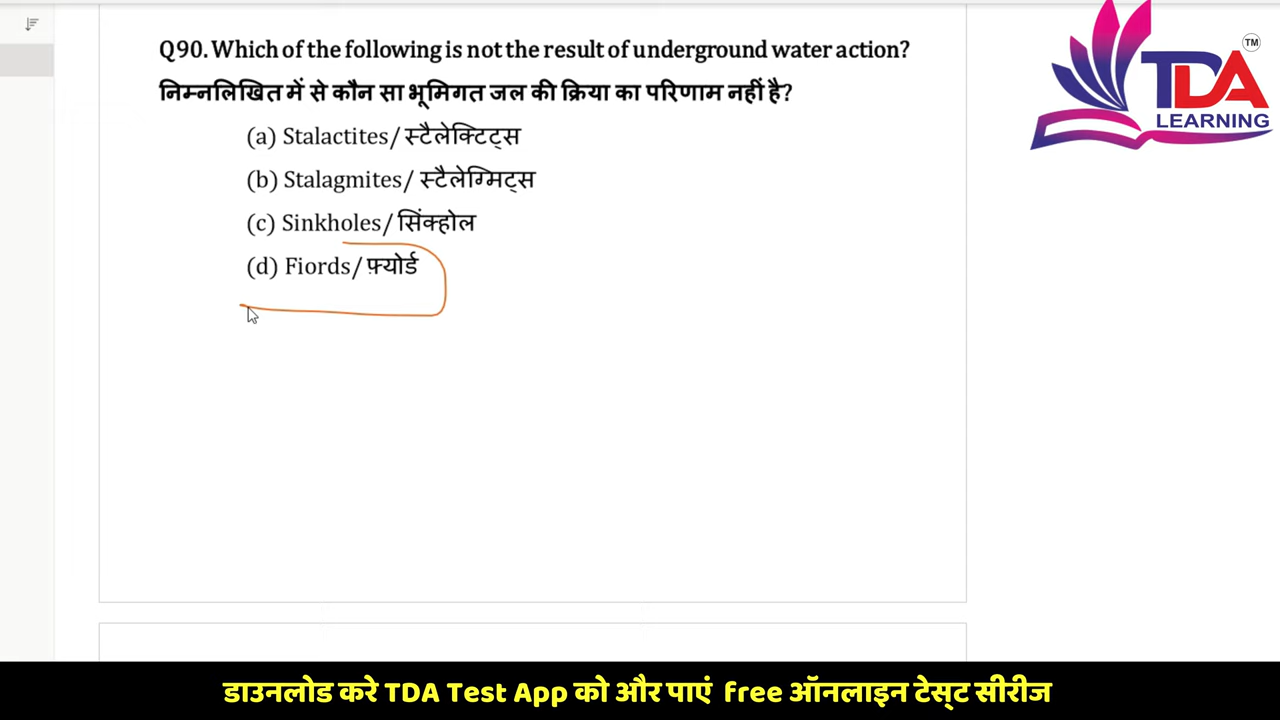 Q90. Which of the following is not the result of underground water action?
निम्नलिखित में से कौन सा भूमिगत जल की क्रिया का परिणाम नहीं है?
(a) Stalactites/ स्टैलेक्टिट्स
(b) Stalagmites/ स्टैलेग्मिट्स
(c) Sinkholes/ सिंक्होल
(d) Fiords/ फ़्योर्ड
TDA TM
LEARNING
डाउनलोड करे TDA Test App को और पाएं free ऑनलाइन टेस्ट सीरीज